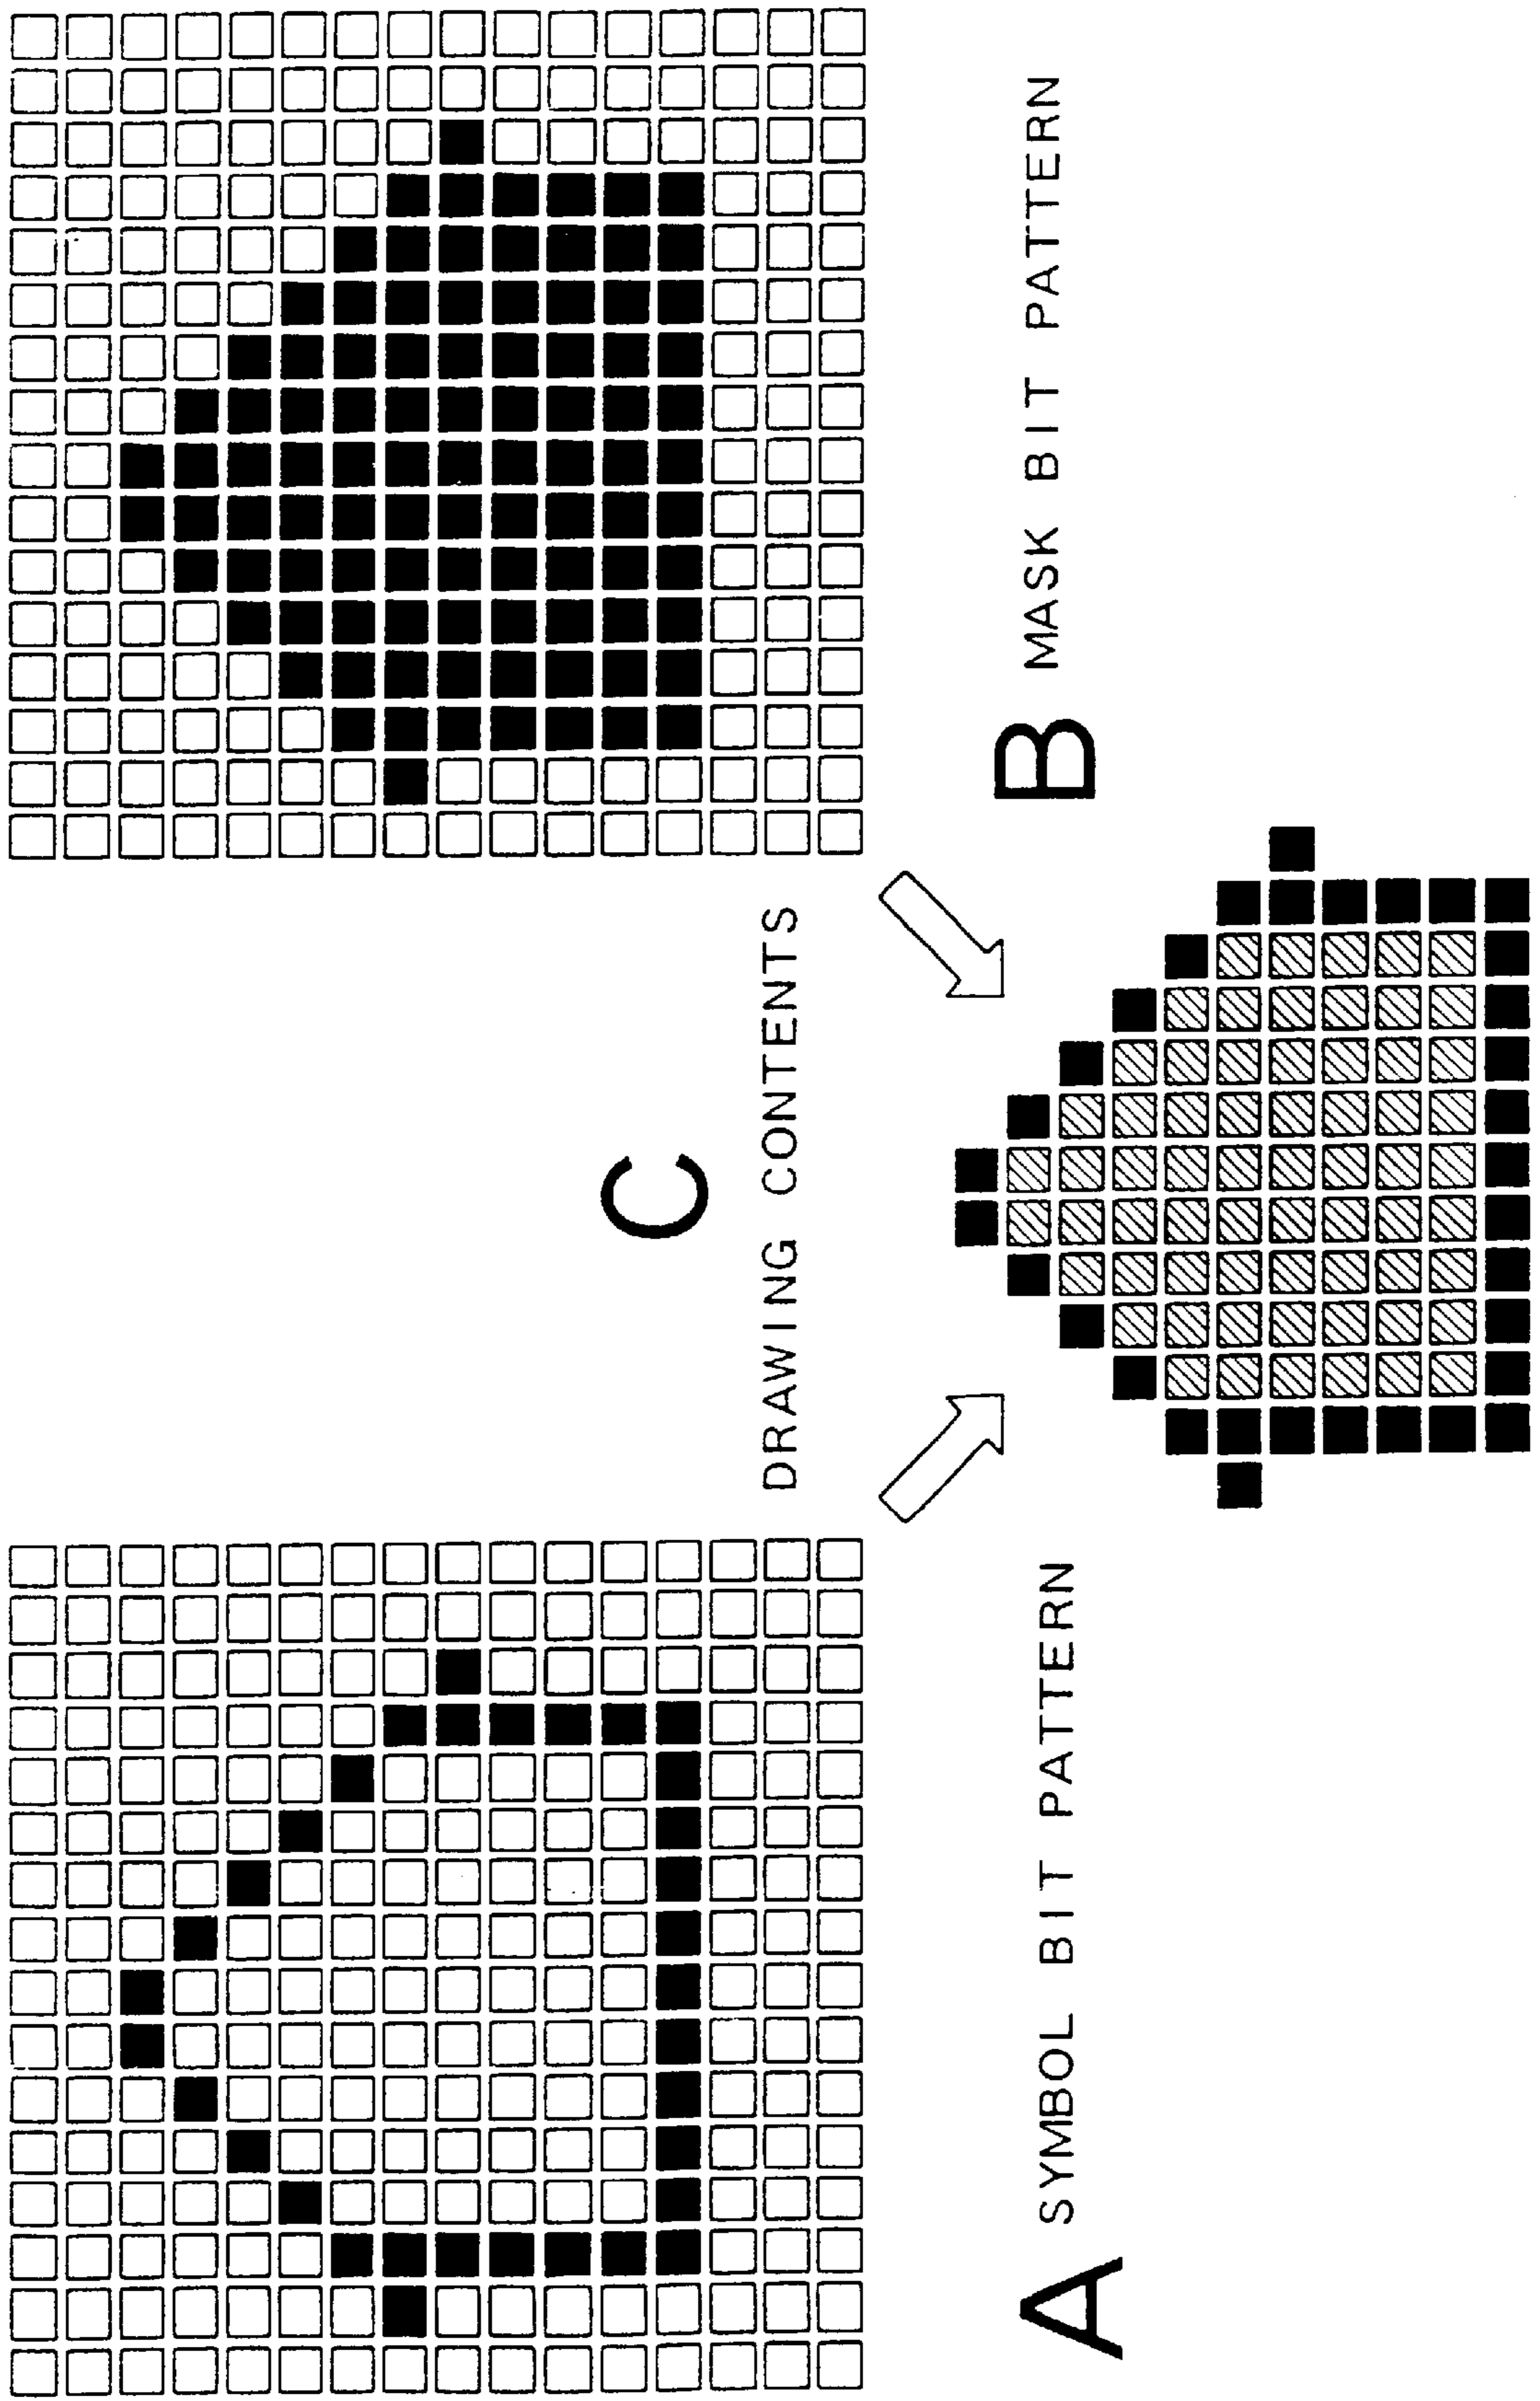 A SYMBOL BIT PATTERN
B MASK BIT PATTERN
C
DRAWING CONTENTS